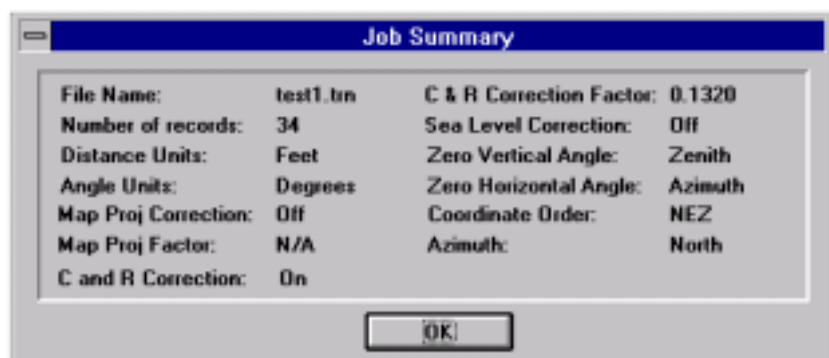 Job Summary
File Name: test1.trn C & R Correction Factor: 0.1320
Number of records: 34 Sea Level Correction: Off
Distance Units: Feet Zero Vertical Angle: Zenith
Angle Units: Degrees Zero Horizontal Angle: Azimuth
Map Proj Correction: Off Coordinate Order: NEZ
Map Proj Factor: N/A Azimuth: North
C and R Correction: On
OK